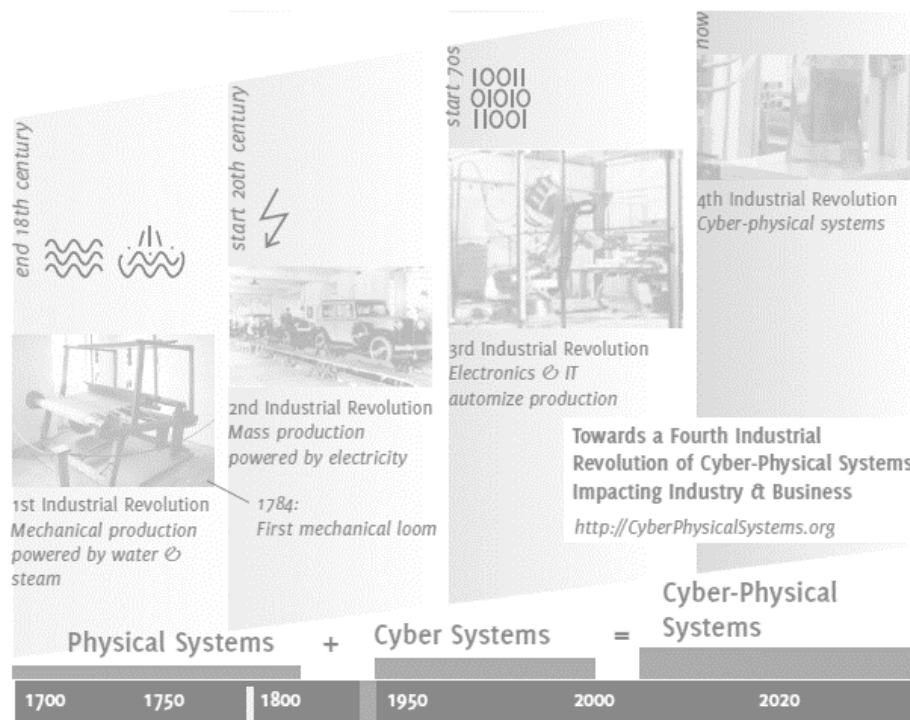 end 18th century
1st Industrial Revolution
Mechanical production
powered by water &
steam
1784:
First mechanical loom
start 20th century
2nd Industrial Revolution
Mass production
powered by electricity
start 70s
10011
01010
11001
3rd Industrial Revolution
Electronics & IT
automize production
now
4th Industrial Revolution
Cyber-physical systems
Towards a Fourth Industrial
Revolution of Cyber-Physical Systems
Impacting Industry & Business
http://CyberPhysicalSystems.org
Physical Systems + Cyber Systems = Cyber-Physical
Systems
1700 1750 1800 1950 2000 2020